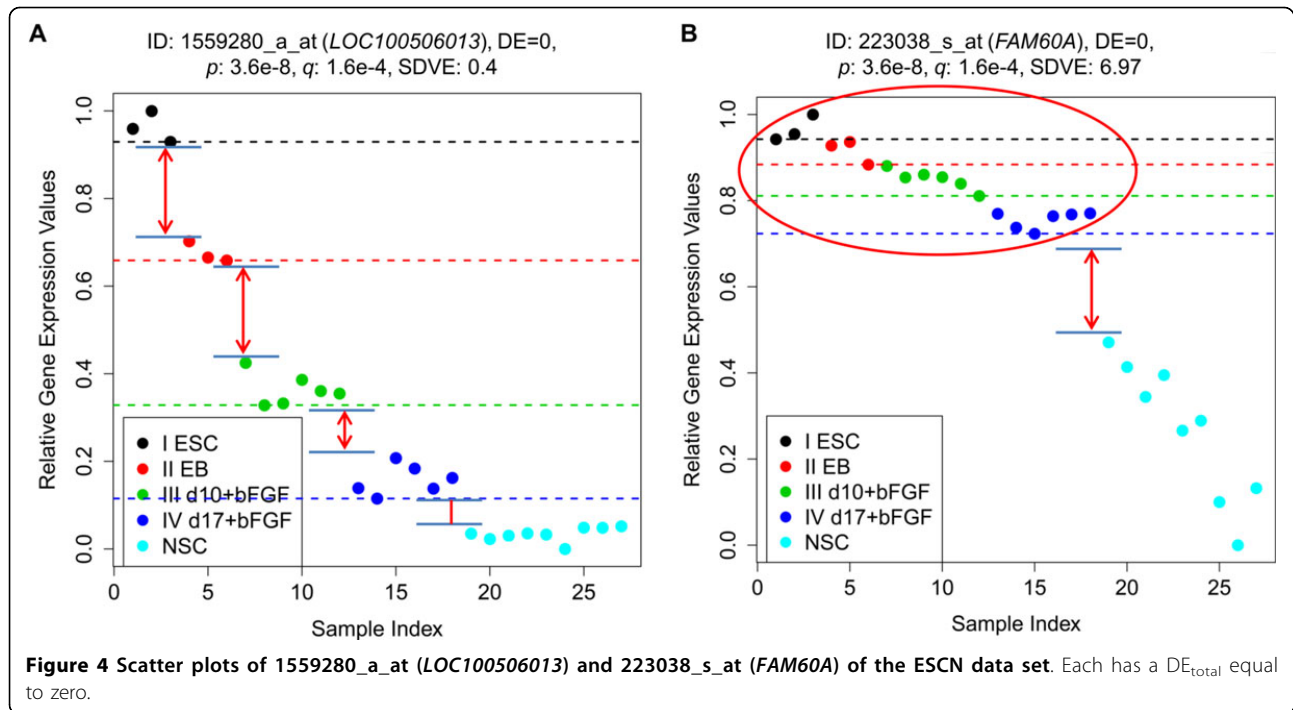 A
ID: 1559280_a_at (LOC100506013), DE=0,
p: 3.6e-8, q: 1.6e-4, SDVE: 0.4
Relative Gene Expression Values
1.0
0.8
0.6
0.4
0.2
0.0
I ESC
II EB
III d10+bFGF
IV d17+bFGF
NSC
0
5
10
15
20
25
Sample Index
B
ID: 223038_s_at (FAM60A), DE=0,
p: 3.6e-8, q: 1.6e-4, SDVE: 6.97
Relative Gene Expression Values
1.0
0.8
0.6
0.4
0.2
0.0
I ESC
II EB
III d10+bFGF
IV d17+bFGF
NSC
0
5
10
15
20
25
Sample Index
Figure 4 Scatter plots of 1559280_a_at (LOC100506013) and 223038_s_at (FAM60A) of the ESCN data set. Each has a DEtotal equal
to zero.